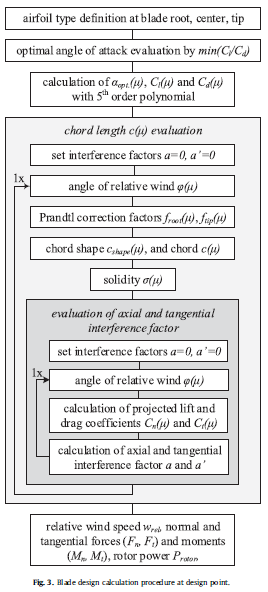 airfoil type definition at blade root, center, tip
optimal angle of attack evaluation by min(Cl/Cd)
calculation of αopt.(μ), Cl(μ) and Cd(μ)
with 5th order polynomial
chord length c(μ) evaluation
set interference factors a=0, a'=0
1x
angle of relative wind φ(μ)
Prandtl correction factors froot(μ), ftip(μ)
chord shape cshape(μ), and chord c(μ)
solidity σ(μ)
evaluation of axial and tangential
interference factor
set interference factors a=0, a'=0
1x
angle of relative wind φ(μ)
calculation of projected lift and
drag coefficients Cn(μ) and Ct(μ)
calculation of axial and tangential
interference factor a and a'
relative wind speed wrel, normal and
tangential forces (Fn, Ft) and moments
(Mn, Mt), rotor power Protor.
Fig. 3. Blade design calculation procedure at design point.